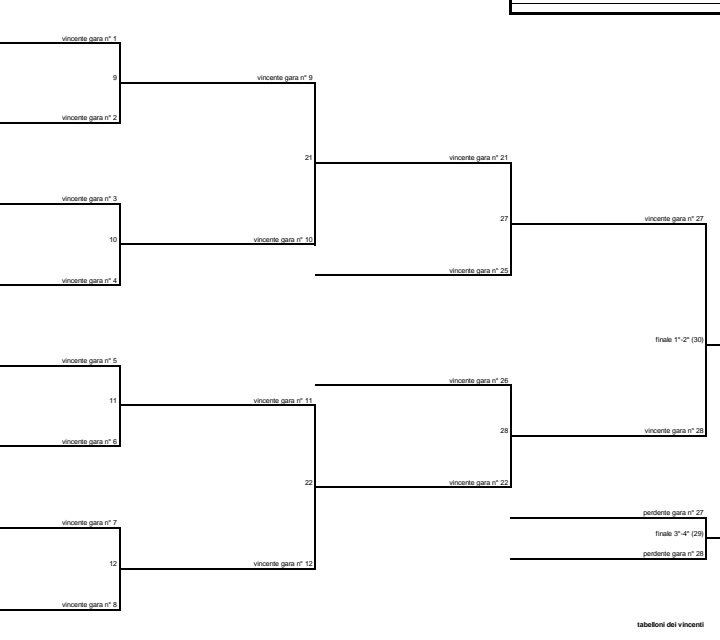 vincente gara n° 1
9
vincente gara n° 9
vincente gara n° 2
21
vincente gara n° 21
vincente gara n° 3
27
vincente gara n° 27
10
vincente gara n° 10
vincente gara n° 25
vincente gara n° 4
finale 1°-2° (30)
vincente gara n° 5
vincente gara n° 26
11
vincente gara n° 11
28
vincente gara n° 28
vincente gara n° 6
22
vincente gara n° 22
perdente gara n° 27
vincente gara n° 7
finale 3°-4° (29)
perdente gara n° 28
12
vincente gara n° 12
vincente gara n° 8
tabelloni dei vincenti